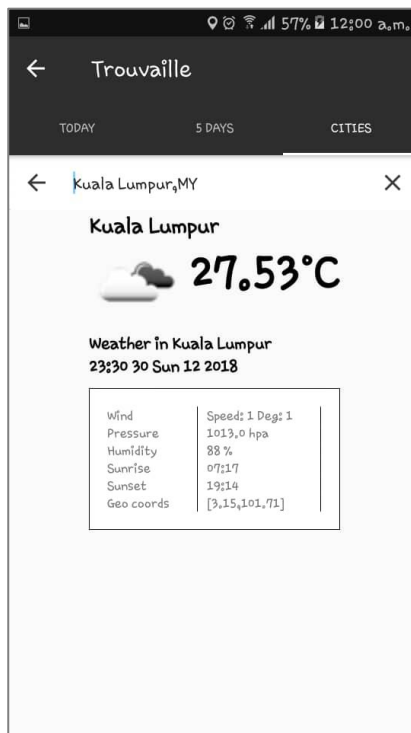 57% 12:00 a.m.
Trouvaille
TODAY 5 DAYS CITIES
Kuala Lumpur,MY
Kuala Lumpur
27.53°C
Weather in Kuala Lumpur
23:30 30 Sun 12 2018
Wind Speed: 1 Deg: 1
Pressure 1013.0 hpa
Humidity 88 %
Sunrise 07:17
Sunset 19:14
Geo coords [3.15,101.71]